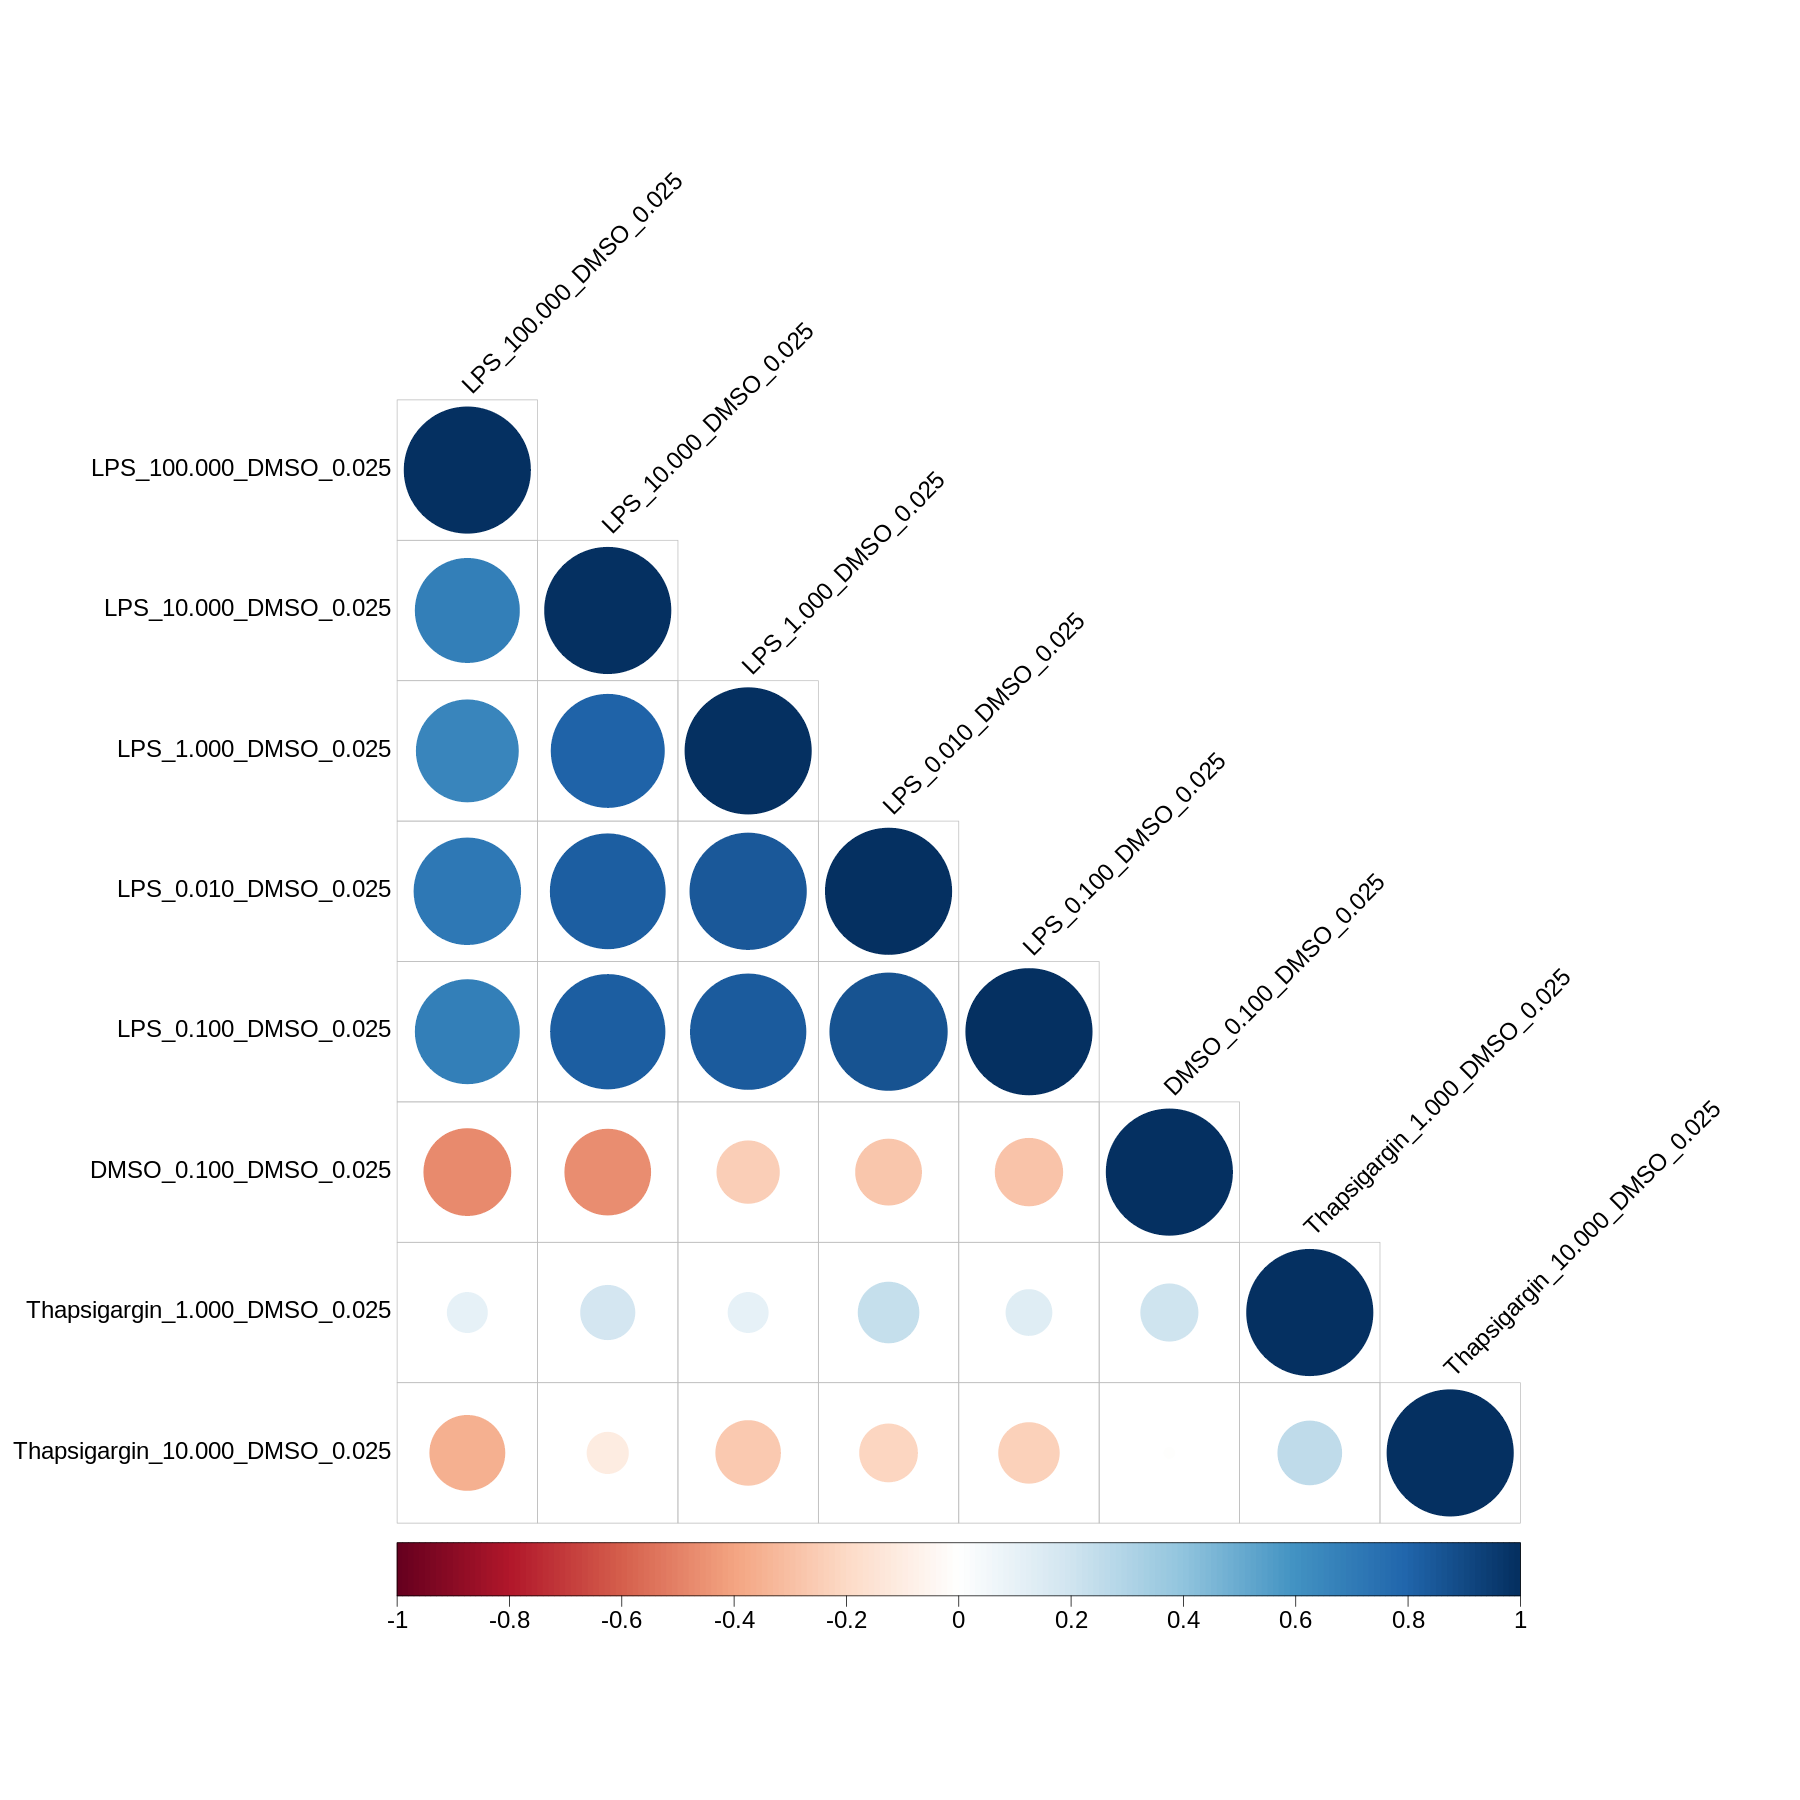 LPS_100.000_DMSO_0.025
LPS_10.000_DMSO_0.025
LPS_1.000_DMSO_0.025
LPS_0.010_DMSO_0.025
LPS_0.100_DMSO_0.025
DMSO_0.100_DMSO_0.025
Thapsigargin_1.000_DMSO_0.025
Thapsigargin_10.000_DMSO_0.025
LPS_100.000_DMSO_0.025
LPS_10.000_DMSO_0.025
LPS_1.000_DMSO_0.025
LPS_0.010_DMSO_0.025
LPS_0.100_DMSO_0.025
DMSO_0.100_DMSO_0.025
Thapsigargin_1.000_DMSO_0.025
Thapsigargin_10.000_DMSO_0.025
-1 -0.8 -0.6 -0.4 -0.2 0 0.2 0.4 0.6 0.8 1